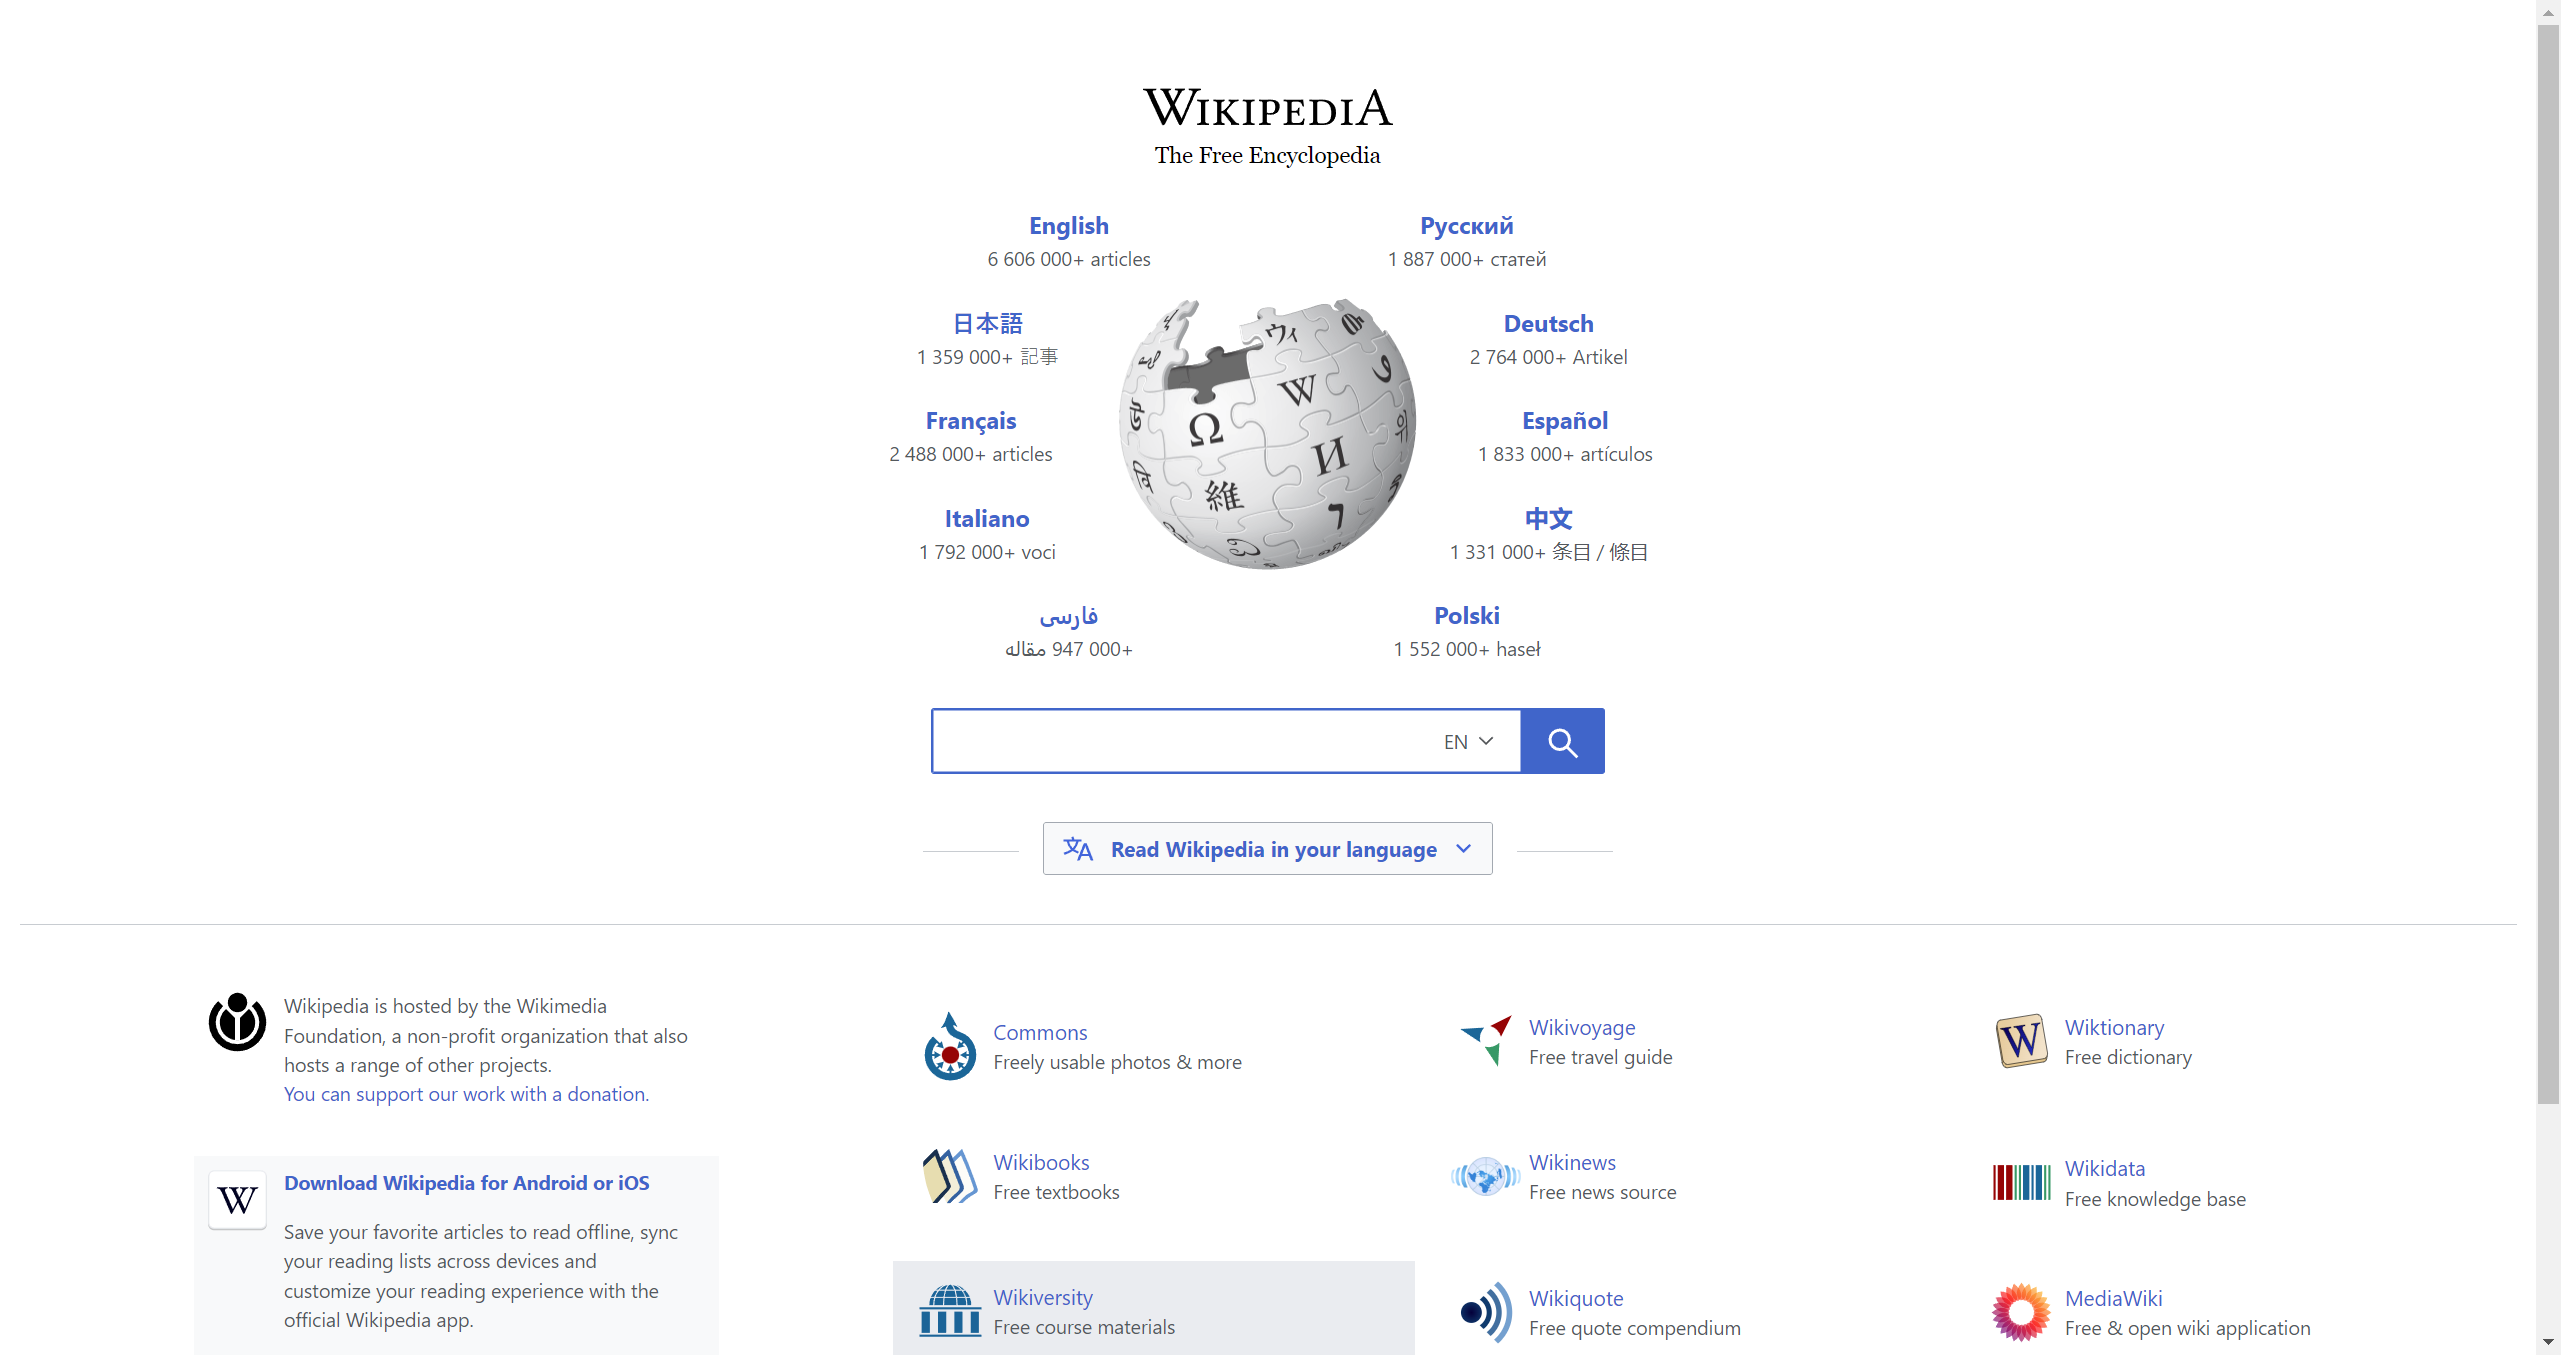 WIKIPEDIA
The Free Encyclopedia
English
6 606 000+ articles
Русский
1 887 000+ статей
日本語
1 359 000+ 記事
Deutsch
2 764 000+ Artikel
Français
2 488 000+ articles
Español
1 833 000+ artículos
Italiano
1 792 000+ voci
中文
1 331 000+ 条目 / 條目
فارسی
۹۴۷ 000+ مقاله
Polski
1 552 000+ haseł
Ω
W
И
維
ウィ
EN
Read Wikipedia in your language
Wikipedia is hosted by the Wikimedia
Foundation, a non-profit organization that also
hosts a range of other projects.
You can support our work with a donation.
W
Download Wikipedia for Android or iOS
Save your favorite articles to read offline, sync
your reading lists across devices and
customize your reading experience with the
official Wikipedia app.
Commons
Freely usable photos & more
Wikivoyage
Free travel guide
W
Wiktionary
Free dictionary
Wikibooks
Free textbooks
Wikinews
Free news source
Wikidata
Free knowledge base
Wikiversity
Free course materials
Wikiquote
Free quote compendium
MediaWiki
Free & open wiki application